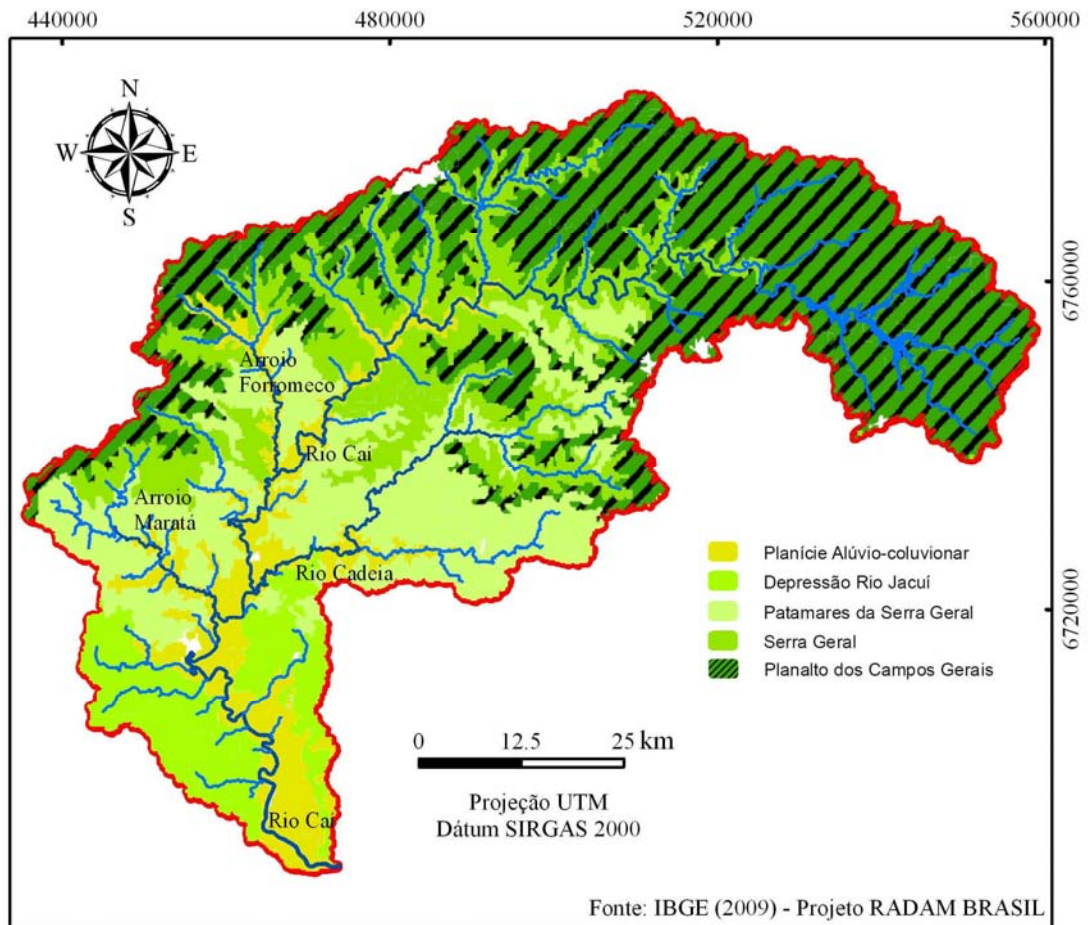 440000 480000 520000 560000
N
W E
S
6760000
Arroio
Forromeco
Rio Caí
Arroio
Maratá
Rio Cadeia
6720000
Planície Alúvio-coluvionar
Depressão Rio Jacuí
Patamares da Serra Geral
Serra Geral
Planalto dos Campos Gerais
0 12.5 25 km
Projeção UTM
Dátum SIRGAS 2000
Rio Caí
Fonte: IBGE (2009) - Projeto RADAM BRASIL